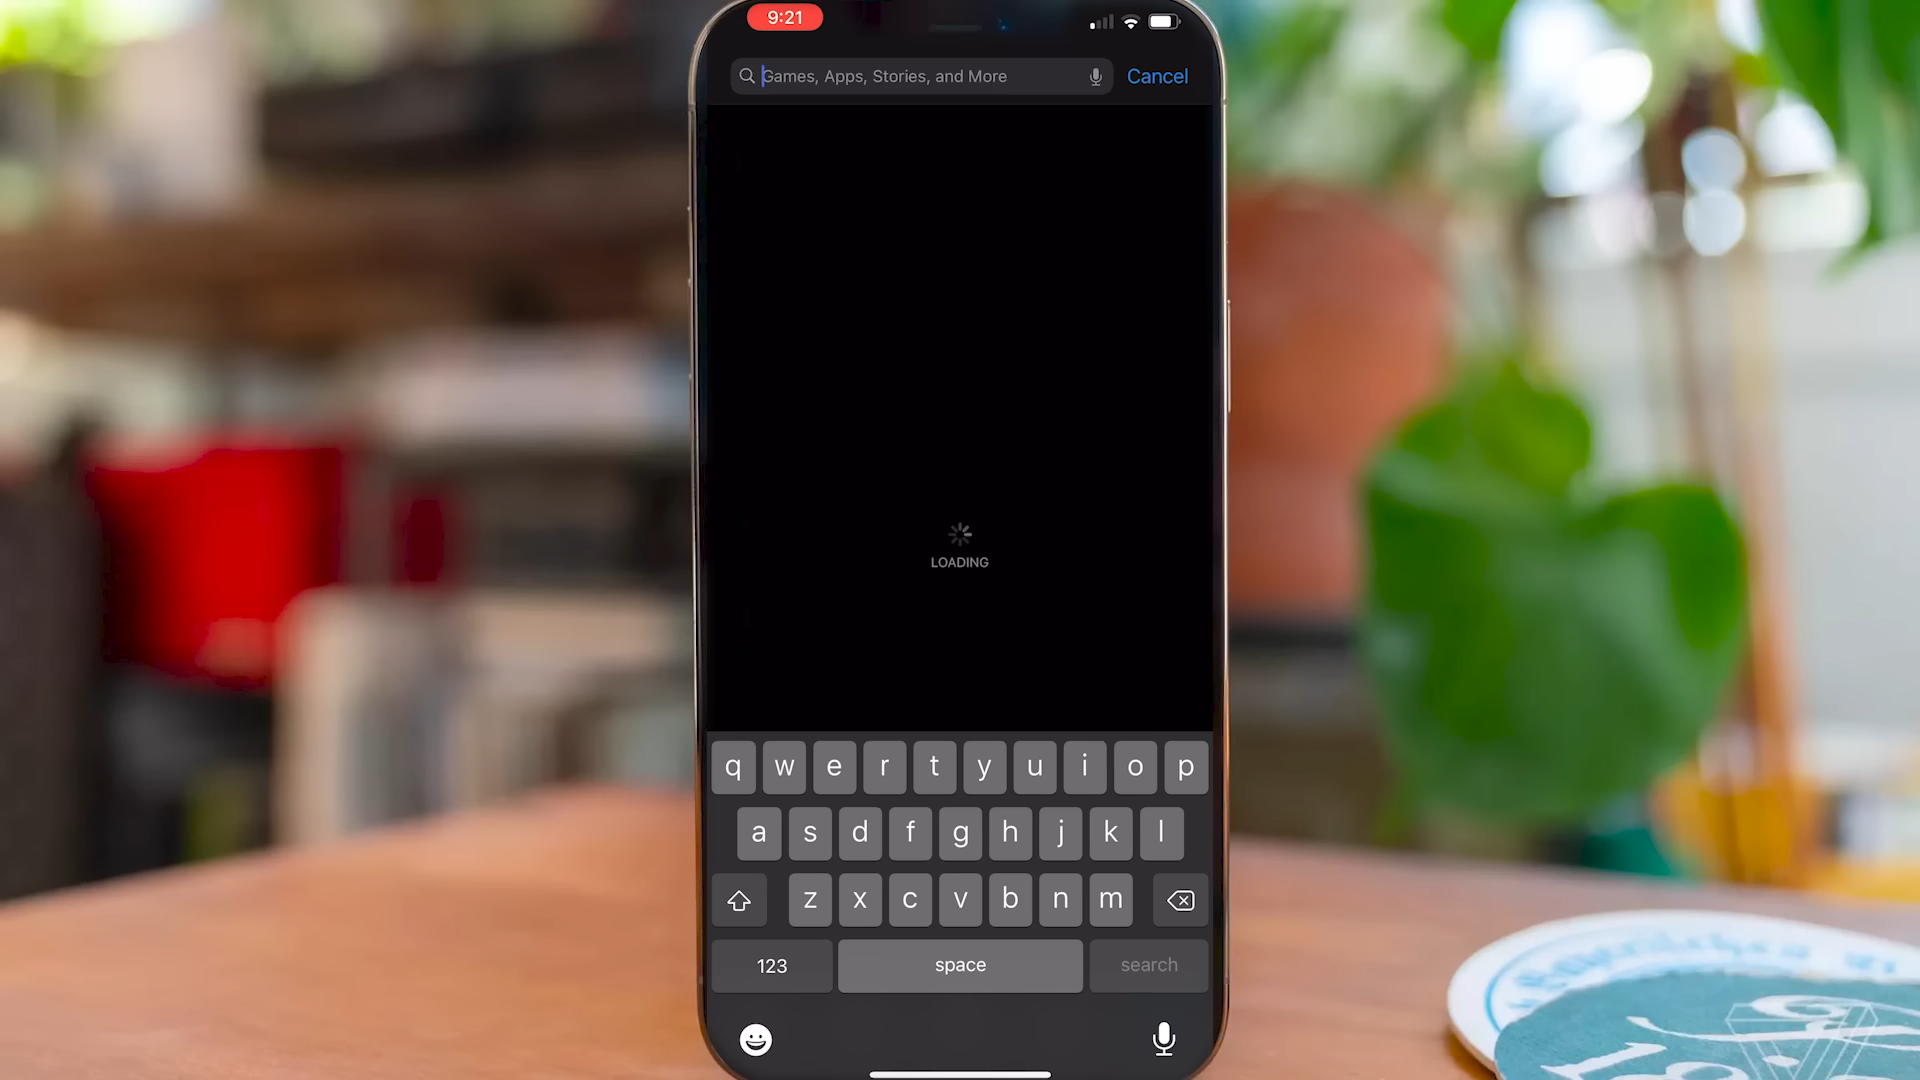 9:21
Games, Apps, Stories, and More
Cancel
LOADING
q w e r t y u i o p
a s d f g h j k l
z x c v b n m
123 space search